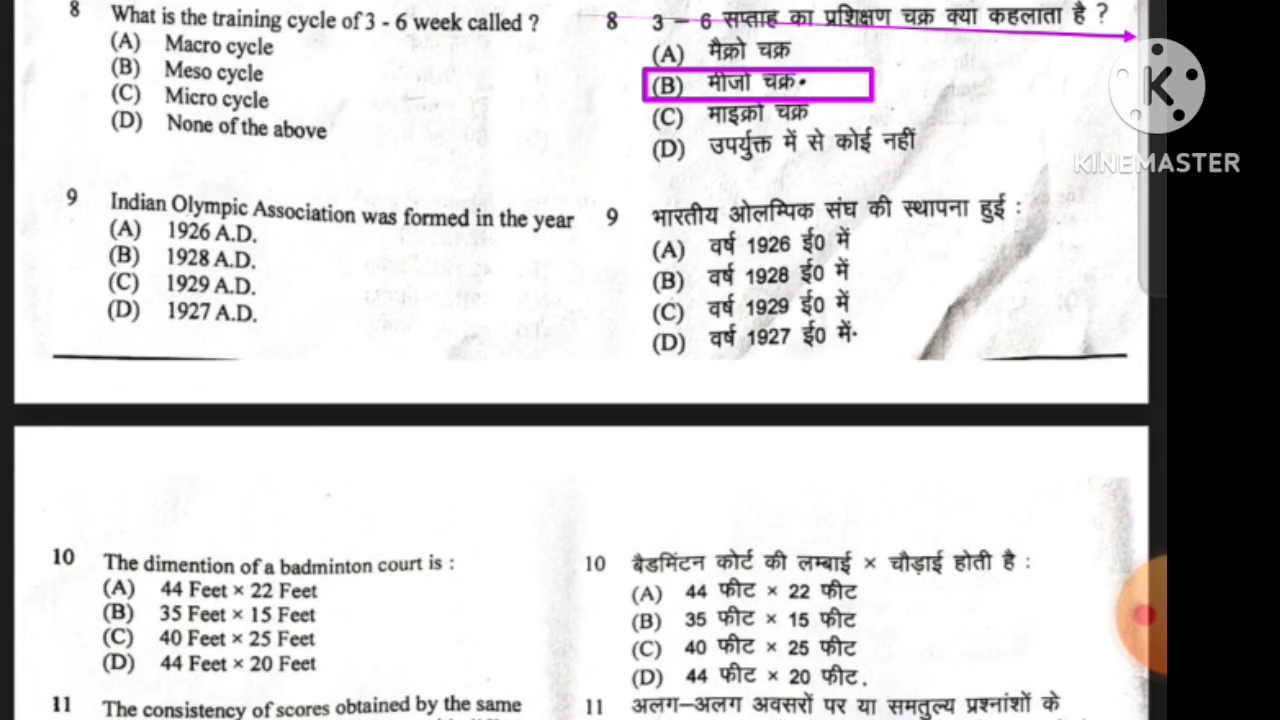 8 What is the training cycle of 3 - 6 week called ?
(A) Macro cycle
(B) Meso cycle
(C) Micro cycle
(D) None of the above
9 Indian Olympic Association was formed in the year
(A) 1926 A.D.
(B) 1928 A.D.
(C) 1929 A.D.
(D) 1927 A.D.
8 3 – 6 सप्ताह का प्रशिक्षण चक्र क्या कहलाता है ?
(A) मैक्रो चक्र
(B) मीजो चक्र
(C) माइक्रो चक्र
(D) उपर्युक्त में से कोई नहीं
9 भारतीय ओलम्पिक संघ की स्थापना हुई :
(A) वर्ष 1926 ई0 में
(B) वर्ष 1928 ई0 में
(C) वर्ष 1929 ई0 में
(D) वर्ष 1927 ई0 में
K
KINEMASTER
10 The dimention of a badminton court is :
(A) 44 Feet × 22 Feet
(B) 35 Feet × 15 Feet
(C) 40 Feet × 25 Feet
(D) 44 Feet × 20 Feet
11 The consistency of scores obtained by the same
10 बैडमिंटन कोर्ट की लम्बाई × चौड़ाई होती है :
(A) 44 फीट × 22 फीट
(B) 35 फीट × 15 फीट
(C) 40 फीट × 25 फीट
(D) 44 फीट × 20 फीट.
11 अलग–अलग अवसरों पर या समतुल्य प्रश्नांशों के